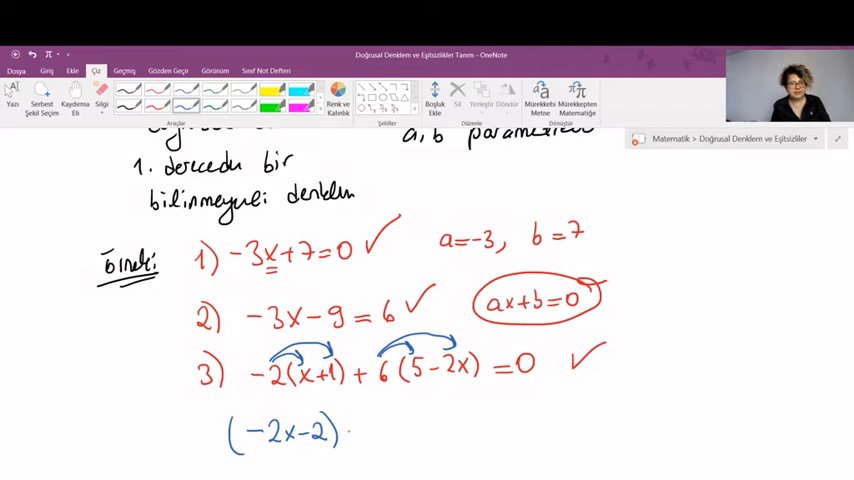 Doğrusal Denklem ve Eşitsizlikler Tanım - OneNote
Dosya Giriş Ekle Çiz Geçmiş Gözden Geçir Görünüm Sınıf Not Defteri
Yazı Serbest Şekil Seçim Kaydırma Eli Silgi Renk ve Kalınlık Şekiller Boşluk Ekle Sil Yerleştir Döndür Mürekkebi Metne Mürekkepten Matematiğe
Araçlar Şekiller Düzenle Dönüştür
Matematik > Doğrusal Denklem ve Eşitsizlikler
a, b
1. dereceden bir
bilinmeyenli denklem
Örnek:
1) -3x+7=0 ✓ a=-3, b=7
2) -3x-9=6 ✓ ax+b=0
3) -2(x+1)+6(5-2x)=0 ✓
(-2x-2)